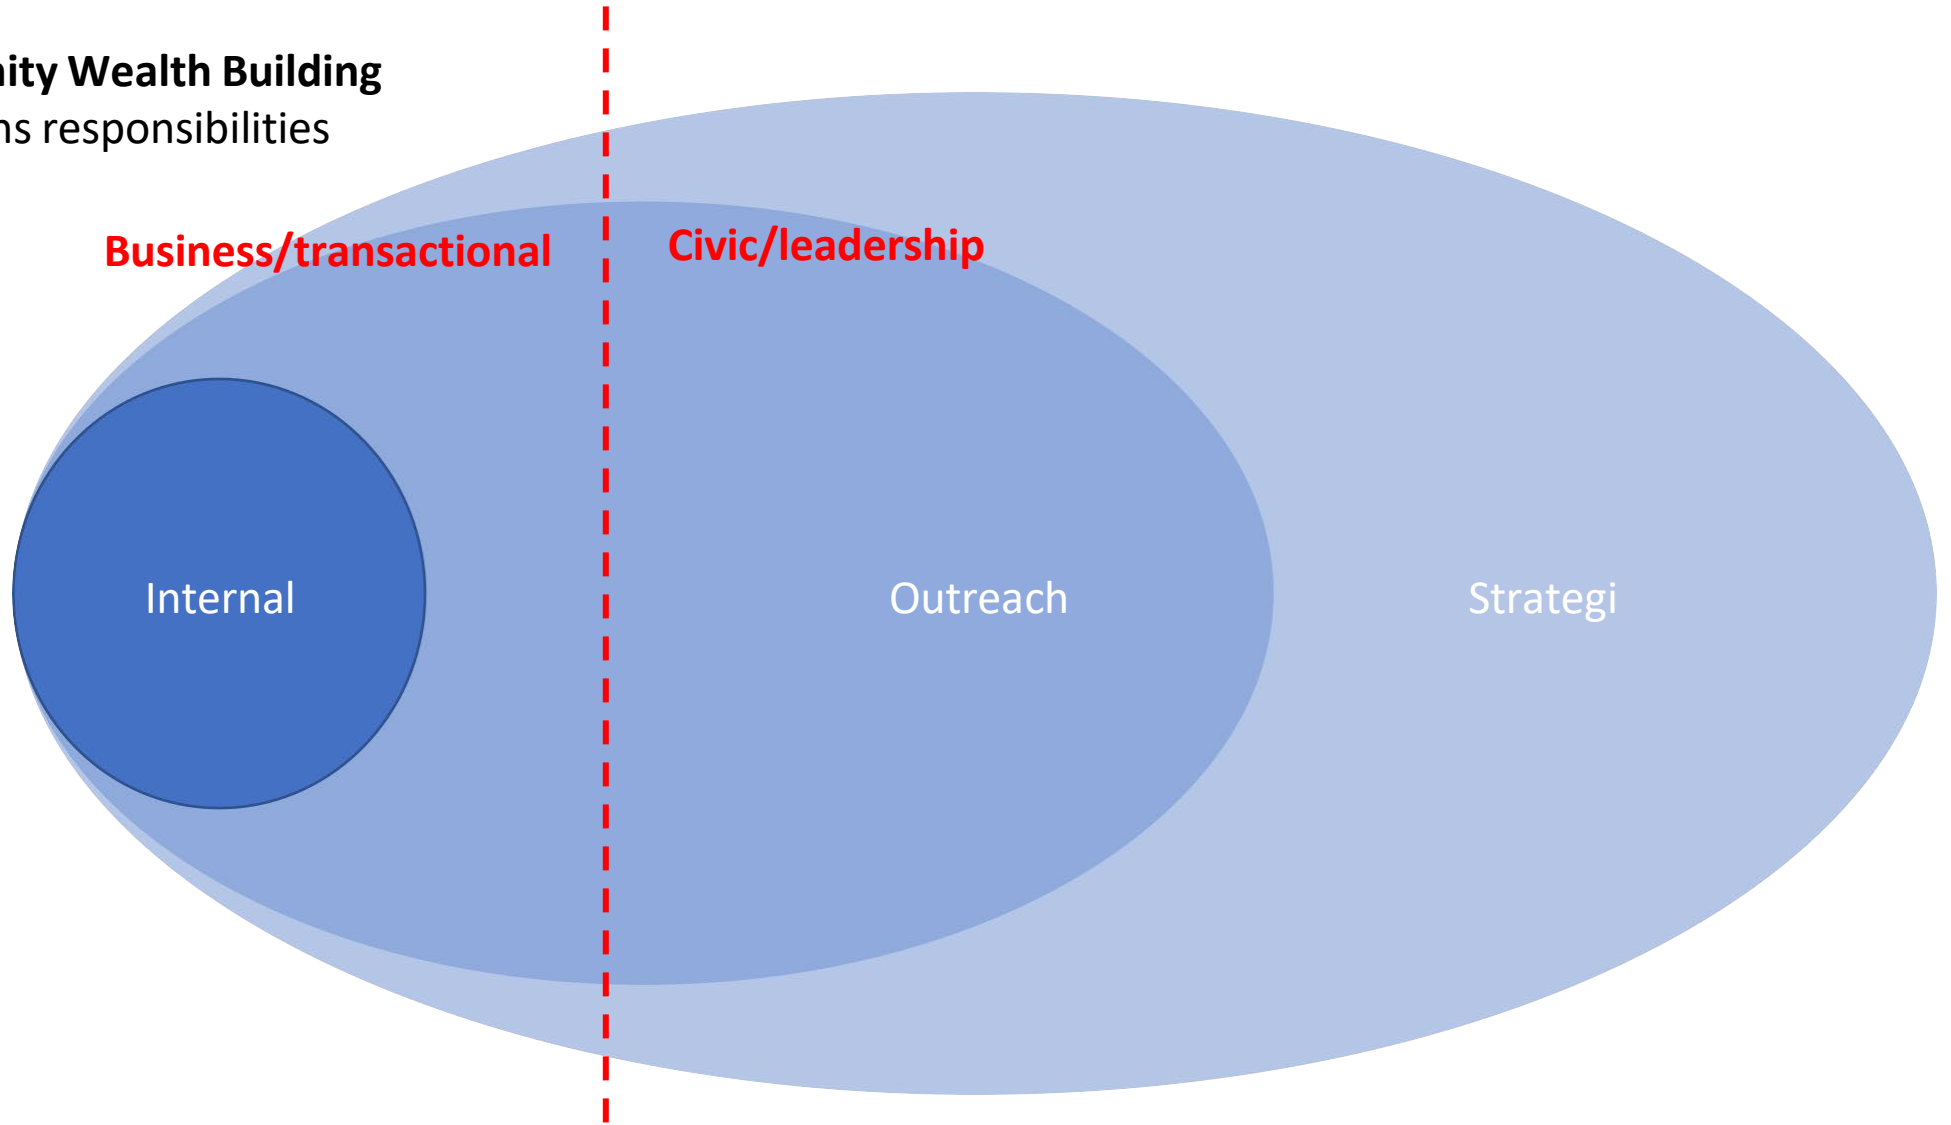 nity Wealth Building
ns responsibilities
Business/transactional
Civic/leadership
Internal
Outreach
Strategi